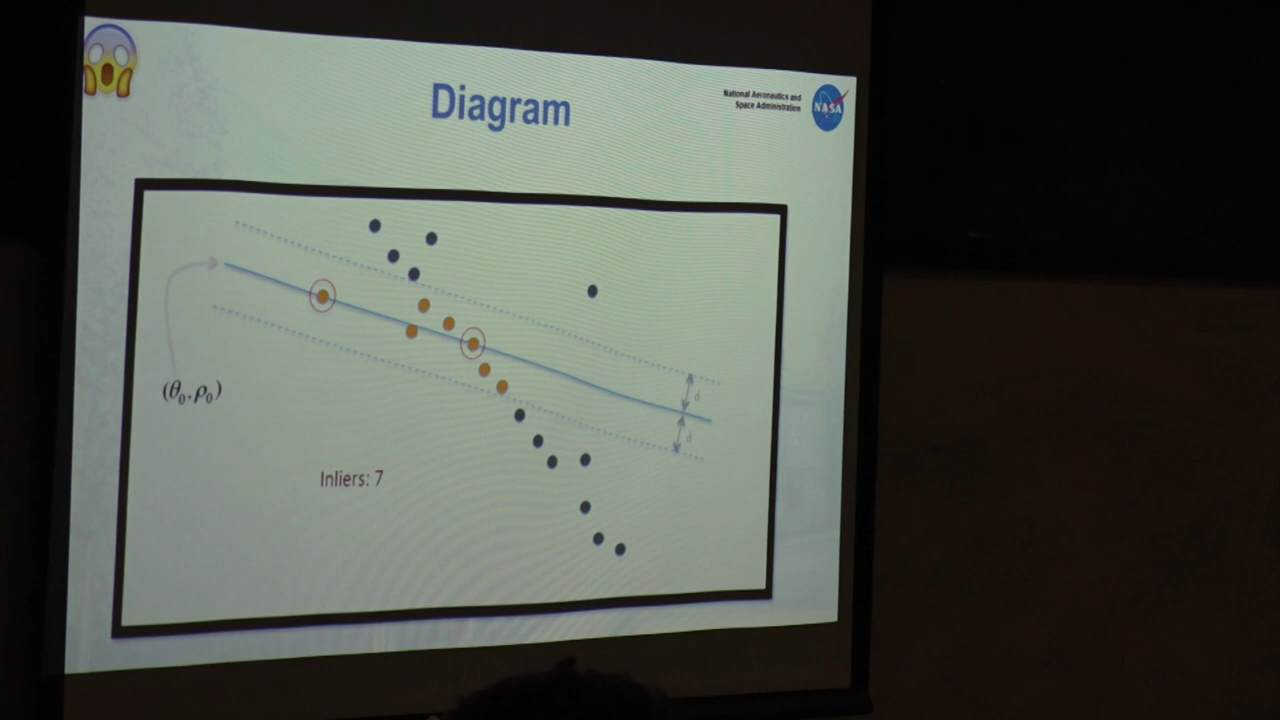 Diagram
National Aeronautics and
Space Administration
NASA
(θ₀,ρ₀)
d
d
Inliers: 7